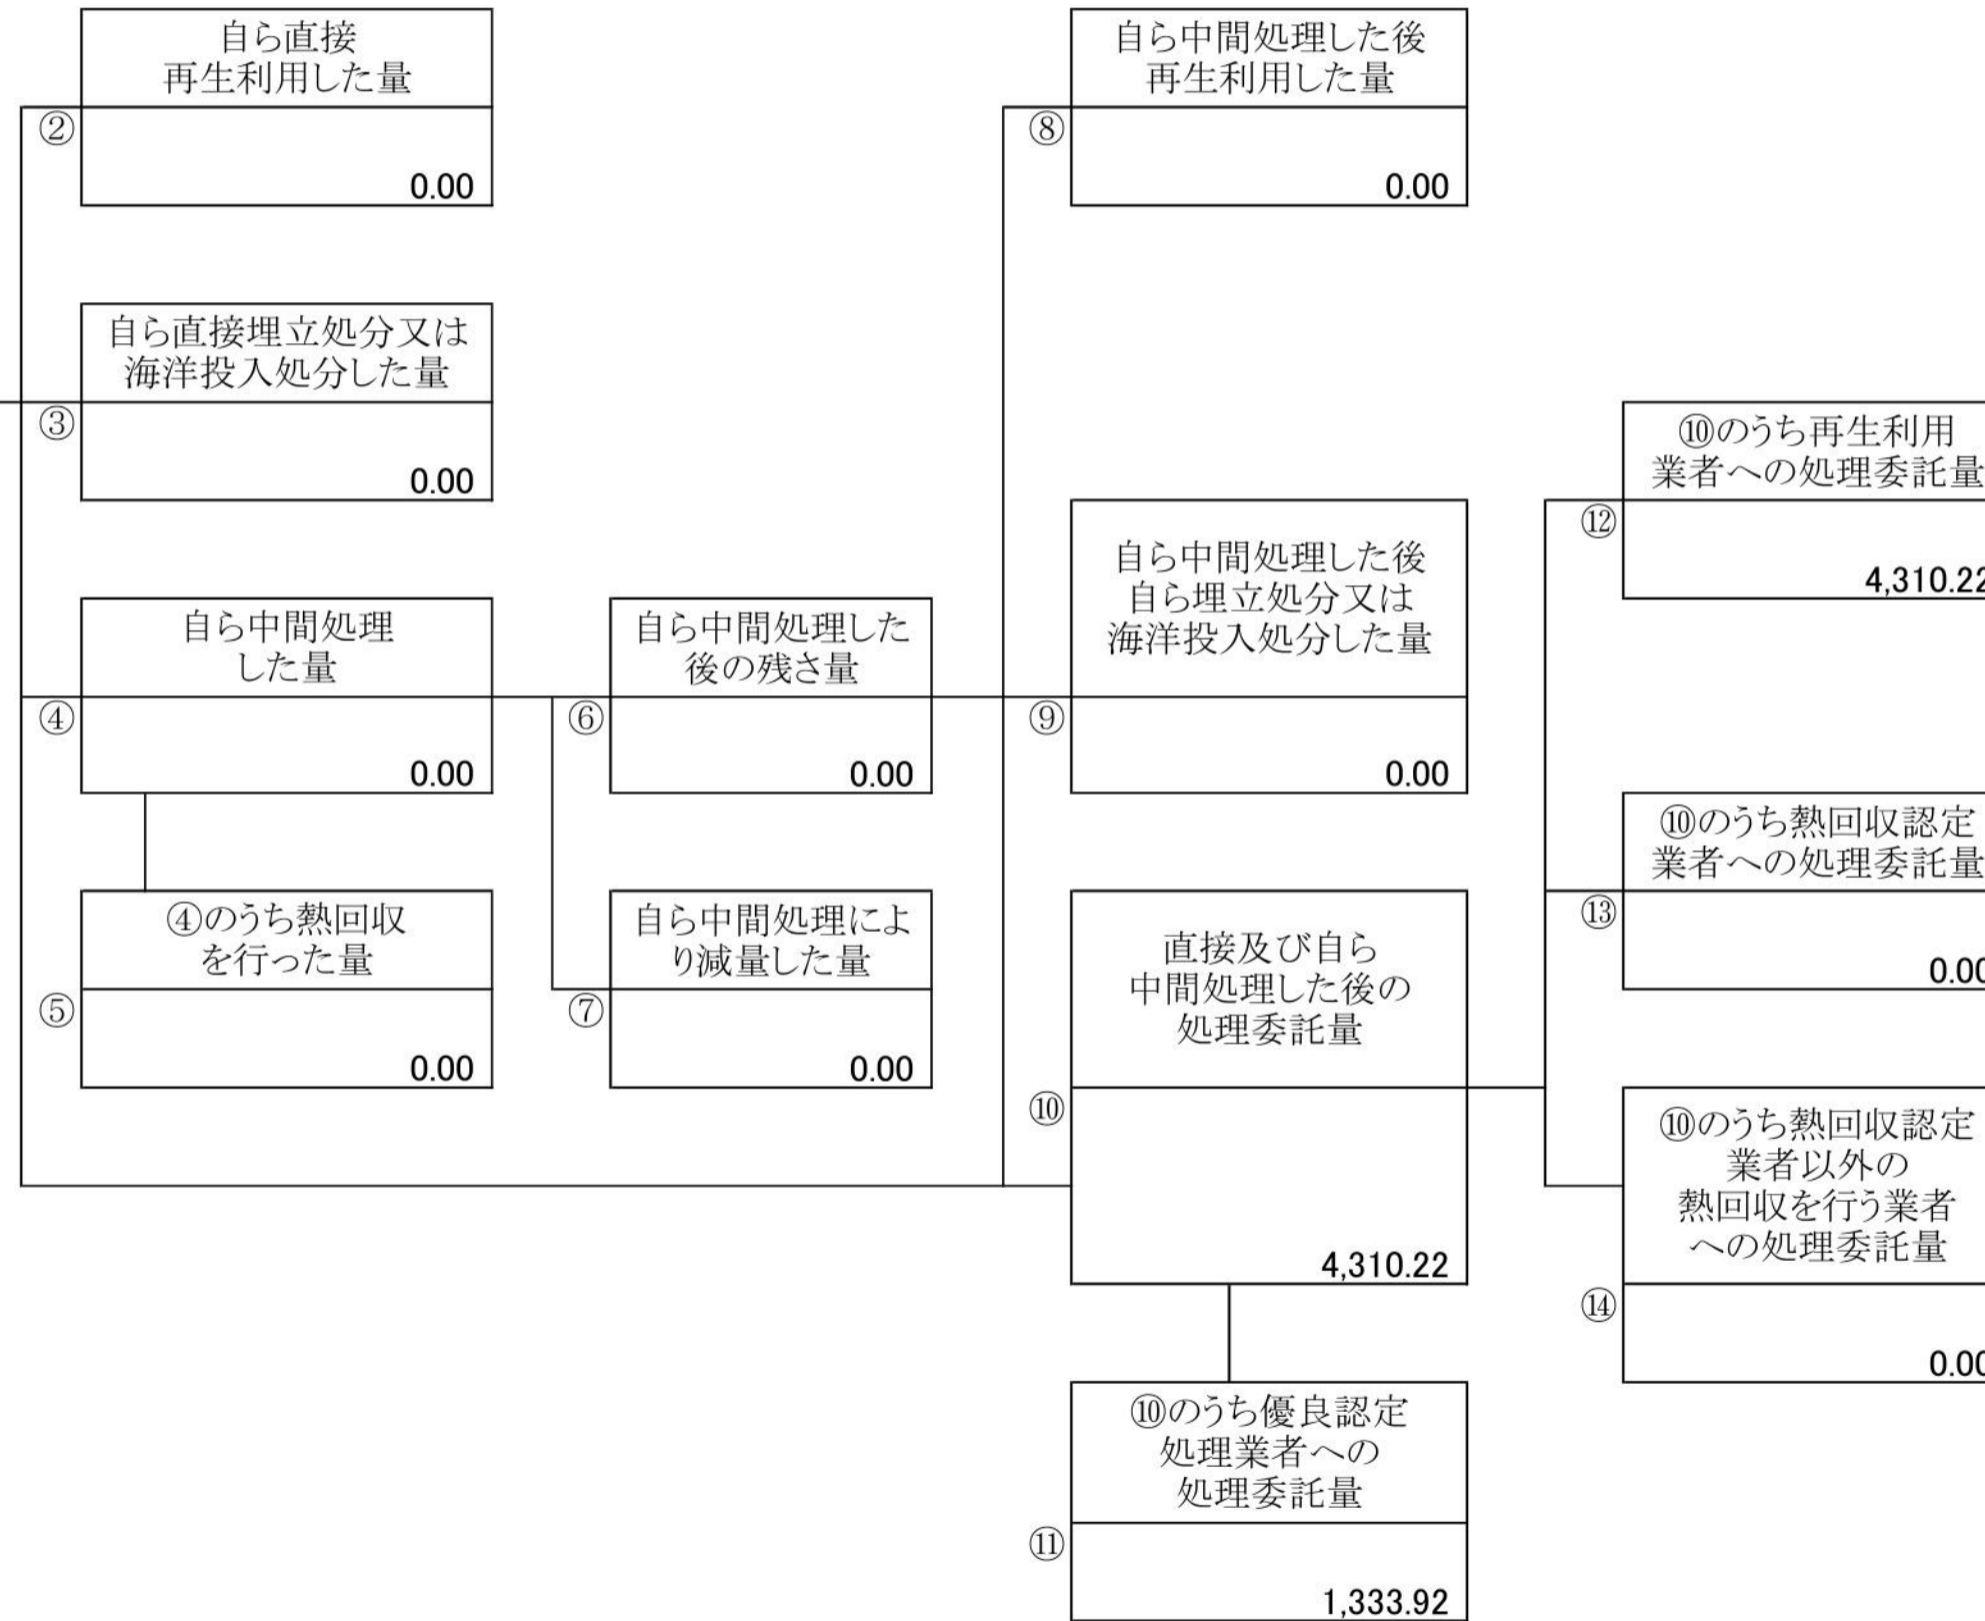 自ら直接
再生利用した量
②
0.00
自ら直接埋立処分又は
海洋投入処分した量
③
0.00
自ら中間処理
した量
④
0.00
④のうち熱回収
を行った量
⑤
0.00
自ら中間処理した
後の残さ量
⑥
0.00
自ら中間処理によ
り減量した量
⑦
0.00
自ら中間処理した後
再生利用した量
⑧
0.00
自ら中間処理した後
自ら埋立処分又は
海洋投入処分した量
⑨
0.00
直接及び自ら
中間処理した後の
処理委託量
⑩
4,310.22
⑩のうち優良認定
処理業者への
処理委託量
⑪
1,333.92
⑩のうち再生利用
業者への処理委託量
⑫
4,310.22
⑩のうち熱回収認定
業者への処理委託量
⑬
0.00
⑩のうち熱回収認定
業者以外の
熱回収を行う業者
への処理委託量
⑭
0.00